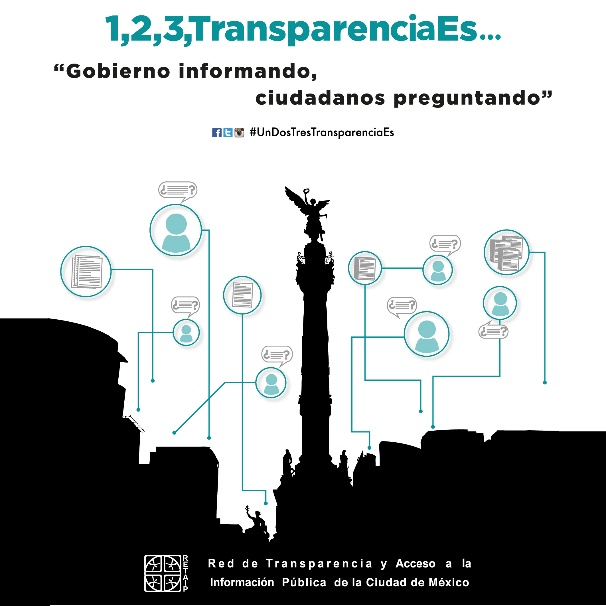 1,2,3,TransparenciaEs...
“Gobierno informando,
ciudadanos preguntando”
#UnDosTresTransparenciaEs
¿ ?
¿ ?
¿ ?
¿ ?
¿ ?
¿ ?
RETAIP
Red de Transparencia y Acceso a la
Información Pública de la Ciudad de México